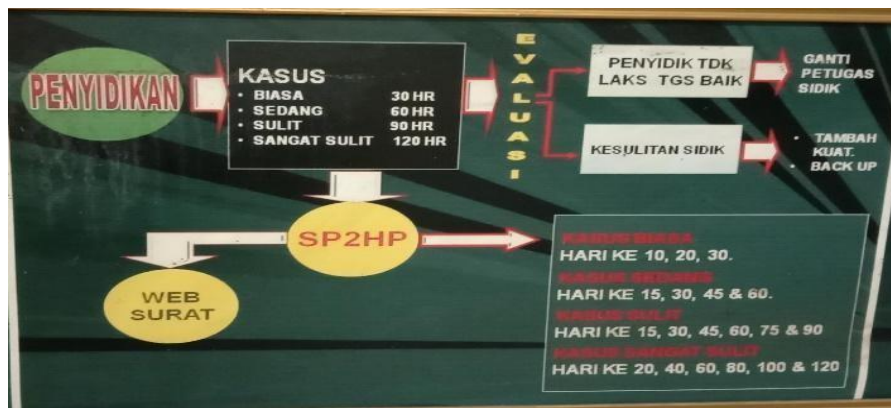 PENYIDIKAN
KASUS
• BIASA 30 HR
• SEDANG 60 HR
• SULIT 90 HR
• SANGAT SULIT 120 HR
EVALUASI
PENYIDIK TDK
LAKS TGS BAIK
GANTI
PETUGAS
SIDIK
KESULITAN SIDIK
• TAMBAH
KUAT.
• BACK UP
SP2HP
WEB
SURAT
KASUS BIASA
HARI KE 10, 20, 30.
KASUS SEDANG
HARI KE 15, 30, 45 & 60.
KASUS SULIT
HARI KE 15, 30, 45, 60, 75 & 90
KASUS SANGAT SULIT
HARI KE 20, 40, 60, 80, 100 & 120